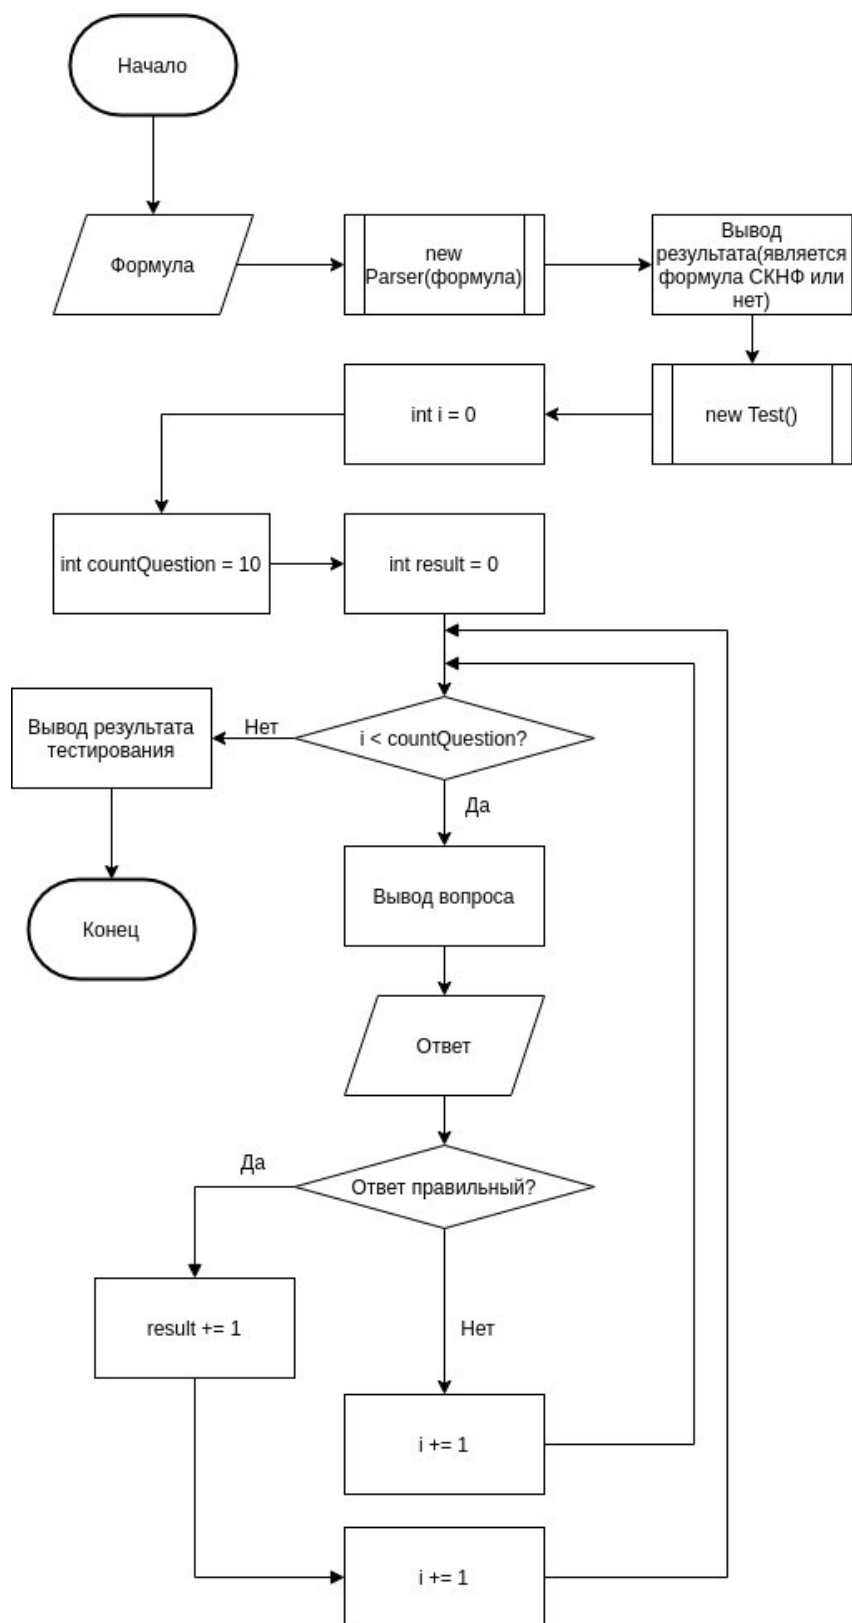 Начало
Формула
new
Parser(формула)
Вывод
результата(является
формула СКНФ или
нет)
int i = 0
new Test()
int countQuestion = 10
int result = 0
Вывод результата
тестирования
Нет
i < countQuestion?
Да
Вывод вопроса
Конец
Ответ
Да
Ответ правильный?
result += 1
Нет
i += 1
i += 1